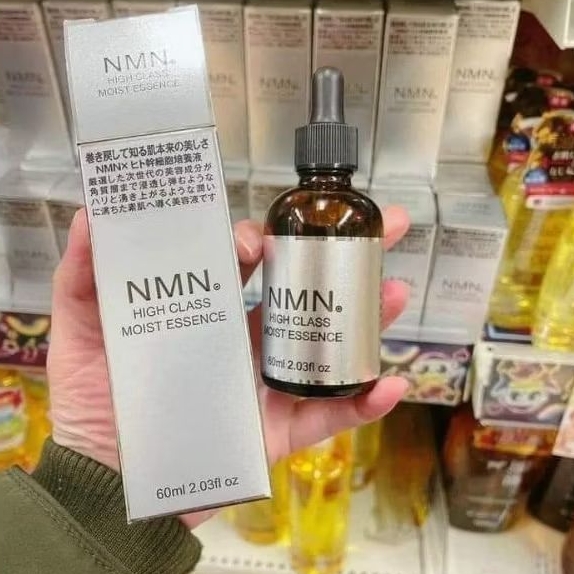 NMN®
HIGH CLASS
MOIST ESSENCE
巻き戻して知る肌本来の美しさ
NMN× ヒト幹細胞培養液
厳選した次世代の美容成分が
角質層まで浸透し弾むような
ハリと湧き上がるような潤い
に満ちた素肌へ導く美容液です
NMN®
HIGH CLASS
MOIST ESSENCE
60ml 2.03fl oz
NMN®
HIGH CLASS
MOIST ESSENCE
60ml 2.03fl oz